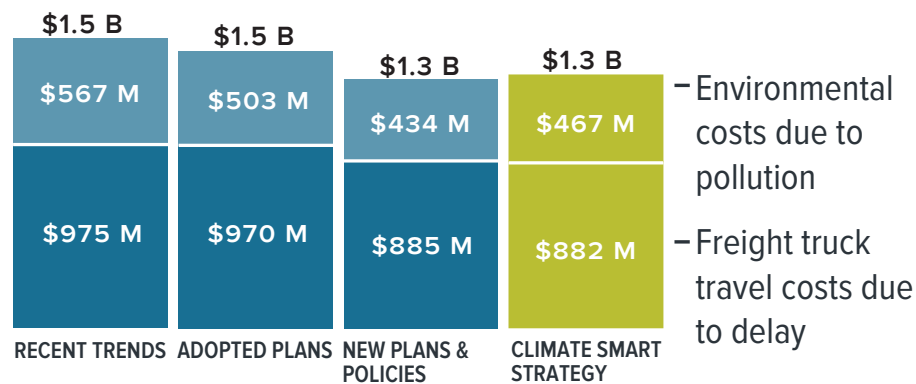 $1.5 B
$1.5 B
$1.3 B
$1.3 B
$567 M
$503 M
$434 M
$467 M
$975 M
$970 M
$885 M
$882 M
RECENT TRENDS
ADOPTED PLANS
NEW PLANS &
POLICIES
CLIMATE SMART
STRATEGY
– Environmental
costs due to
pollution
– Freight truck
travel costs due
to delay